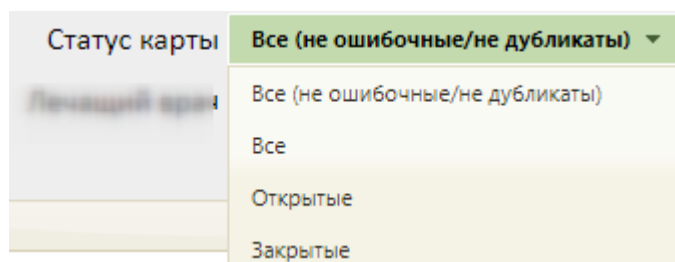 Статус карты
Все (не ошибочные/не дубликаты)
Все (не ошибочные/не дубликаты)
Все
Открытые
Закрытые